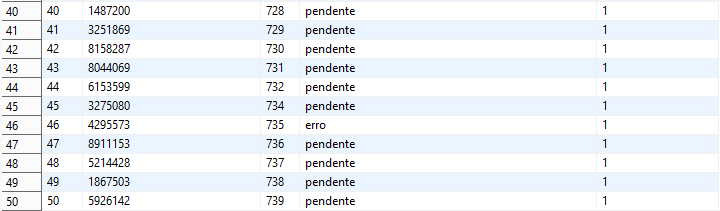 40 40 1487200 728 pendente 1
41 41 3251869 729 pendente 1
42 42 8158287 730 pendente 1
43 43 8044069 731 pendente 1
44 44 6153599 732 pendente 1
45 45 3275080 734 pendente 1
46 46 4295573 735 erro 1
47 47 8911153 736 pendente 1
48 48 5214428 737 pendente 1
49 49 1867503 738 pendente 1
50 50 5926142 739 pendente 1